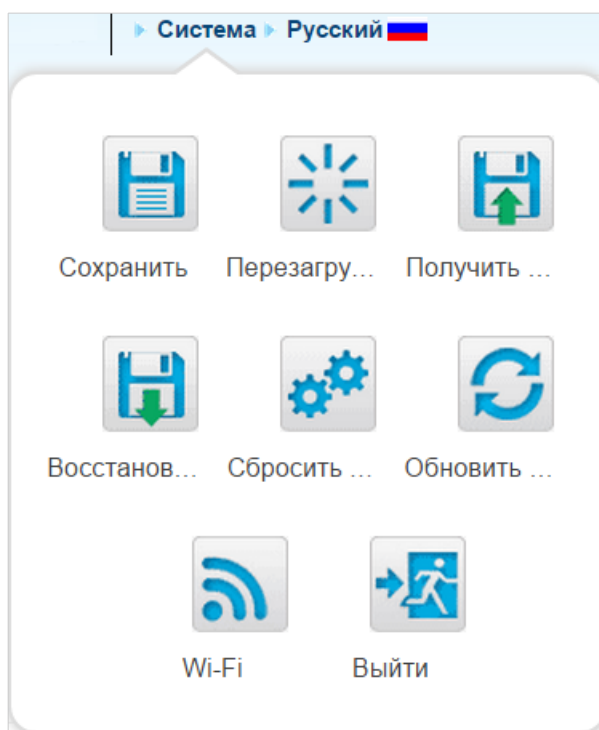 Система Русский
Сохранить Перезагру... Получить ...
Восстанов... Сбросить ... Обновить ...
Wi-Fi Выйти